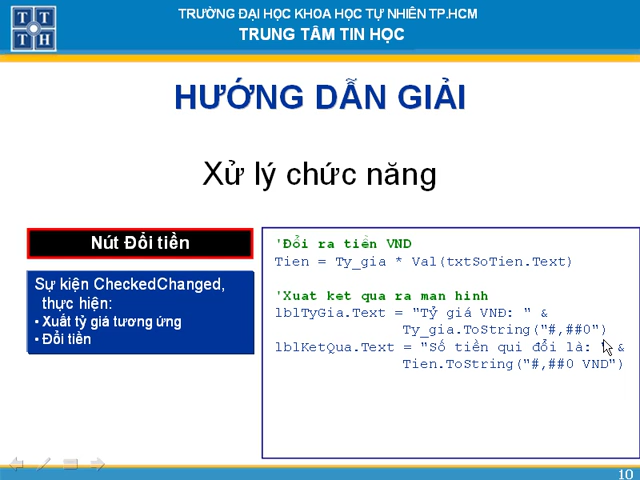 TRƯỜNG ĐẠI HỌC KHOA HỌC TỰ NHIÊN TP.HCM
TRUNG TÂM TIN HỌC
T T
T H
HƯỚNG DẪN GIẢI
Xử lý chức năng
Nút Đổi tiền
Sự kiện CheckedChanged,
thực hiện:
▪ Xuất tỷ giá tương ứng
▪ Đổi tiền
'Đổi ra tiền VND
Tien = Ty_gia * Val(txtSoTien.Text)
'Xuat ket qua ra man hinh
lblTyGia.Text = "Tỷ giá VNĐ: " &
Ty_gia.ToString("#,##0")
lblKetQua.Text = "Số tiền qui đổi là: " &
Tien.ToString("#,##0 VND")
10